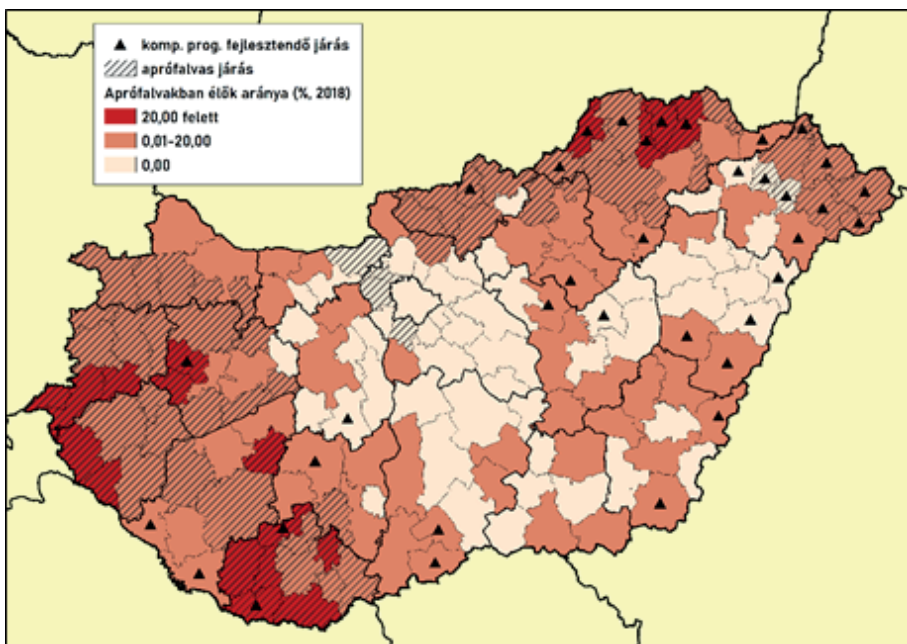 komp. prog. fejlesztendő járás
aprófalvas járás
Aprófalvakban élők aránya (%, 2018)
20,00 felett
0,01-20,00
0,00